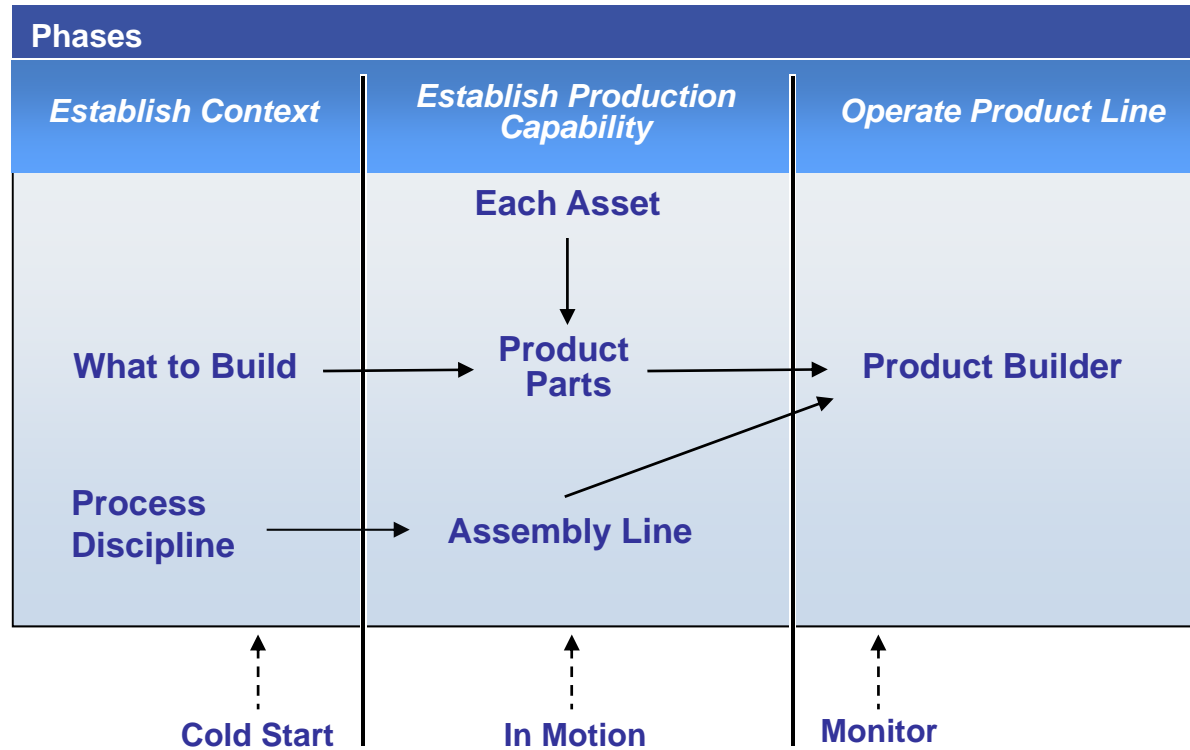 Phases
Establish Context
Establish Production
Capability
Operate Product Line
Each Asset
What to Build
Product
Parts
Product Builder
Process
Discipline
Assembly Line
Cold Start
In Motion
Monitor